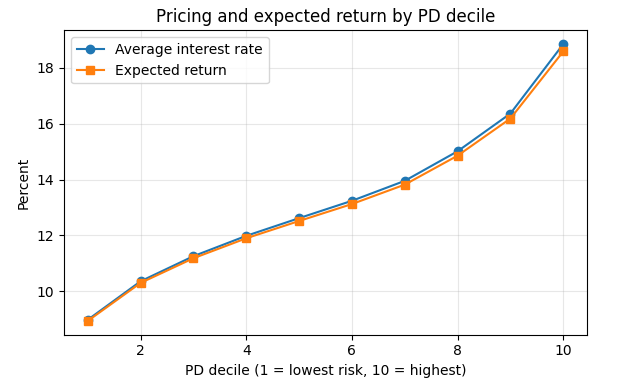 Pricing and expected return by PD decile
Average interest rate
Expected return
Percent
18
16
14
12
10
2 4 6 8 10
PD decile (1 = lowest risk, 10 = highest)